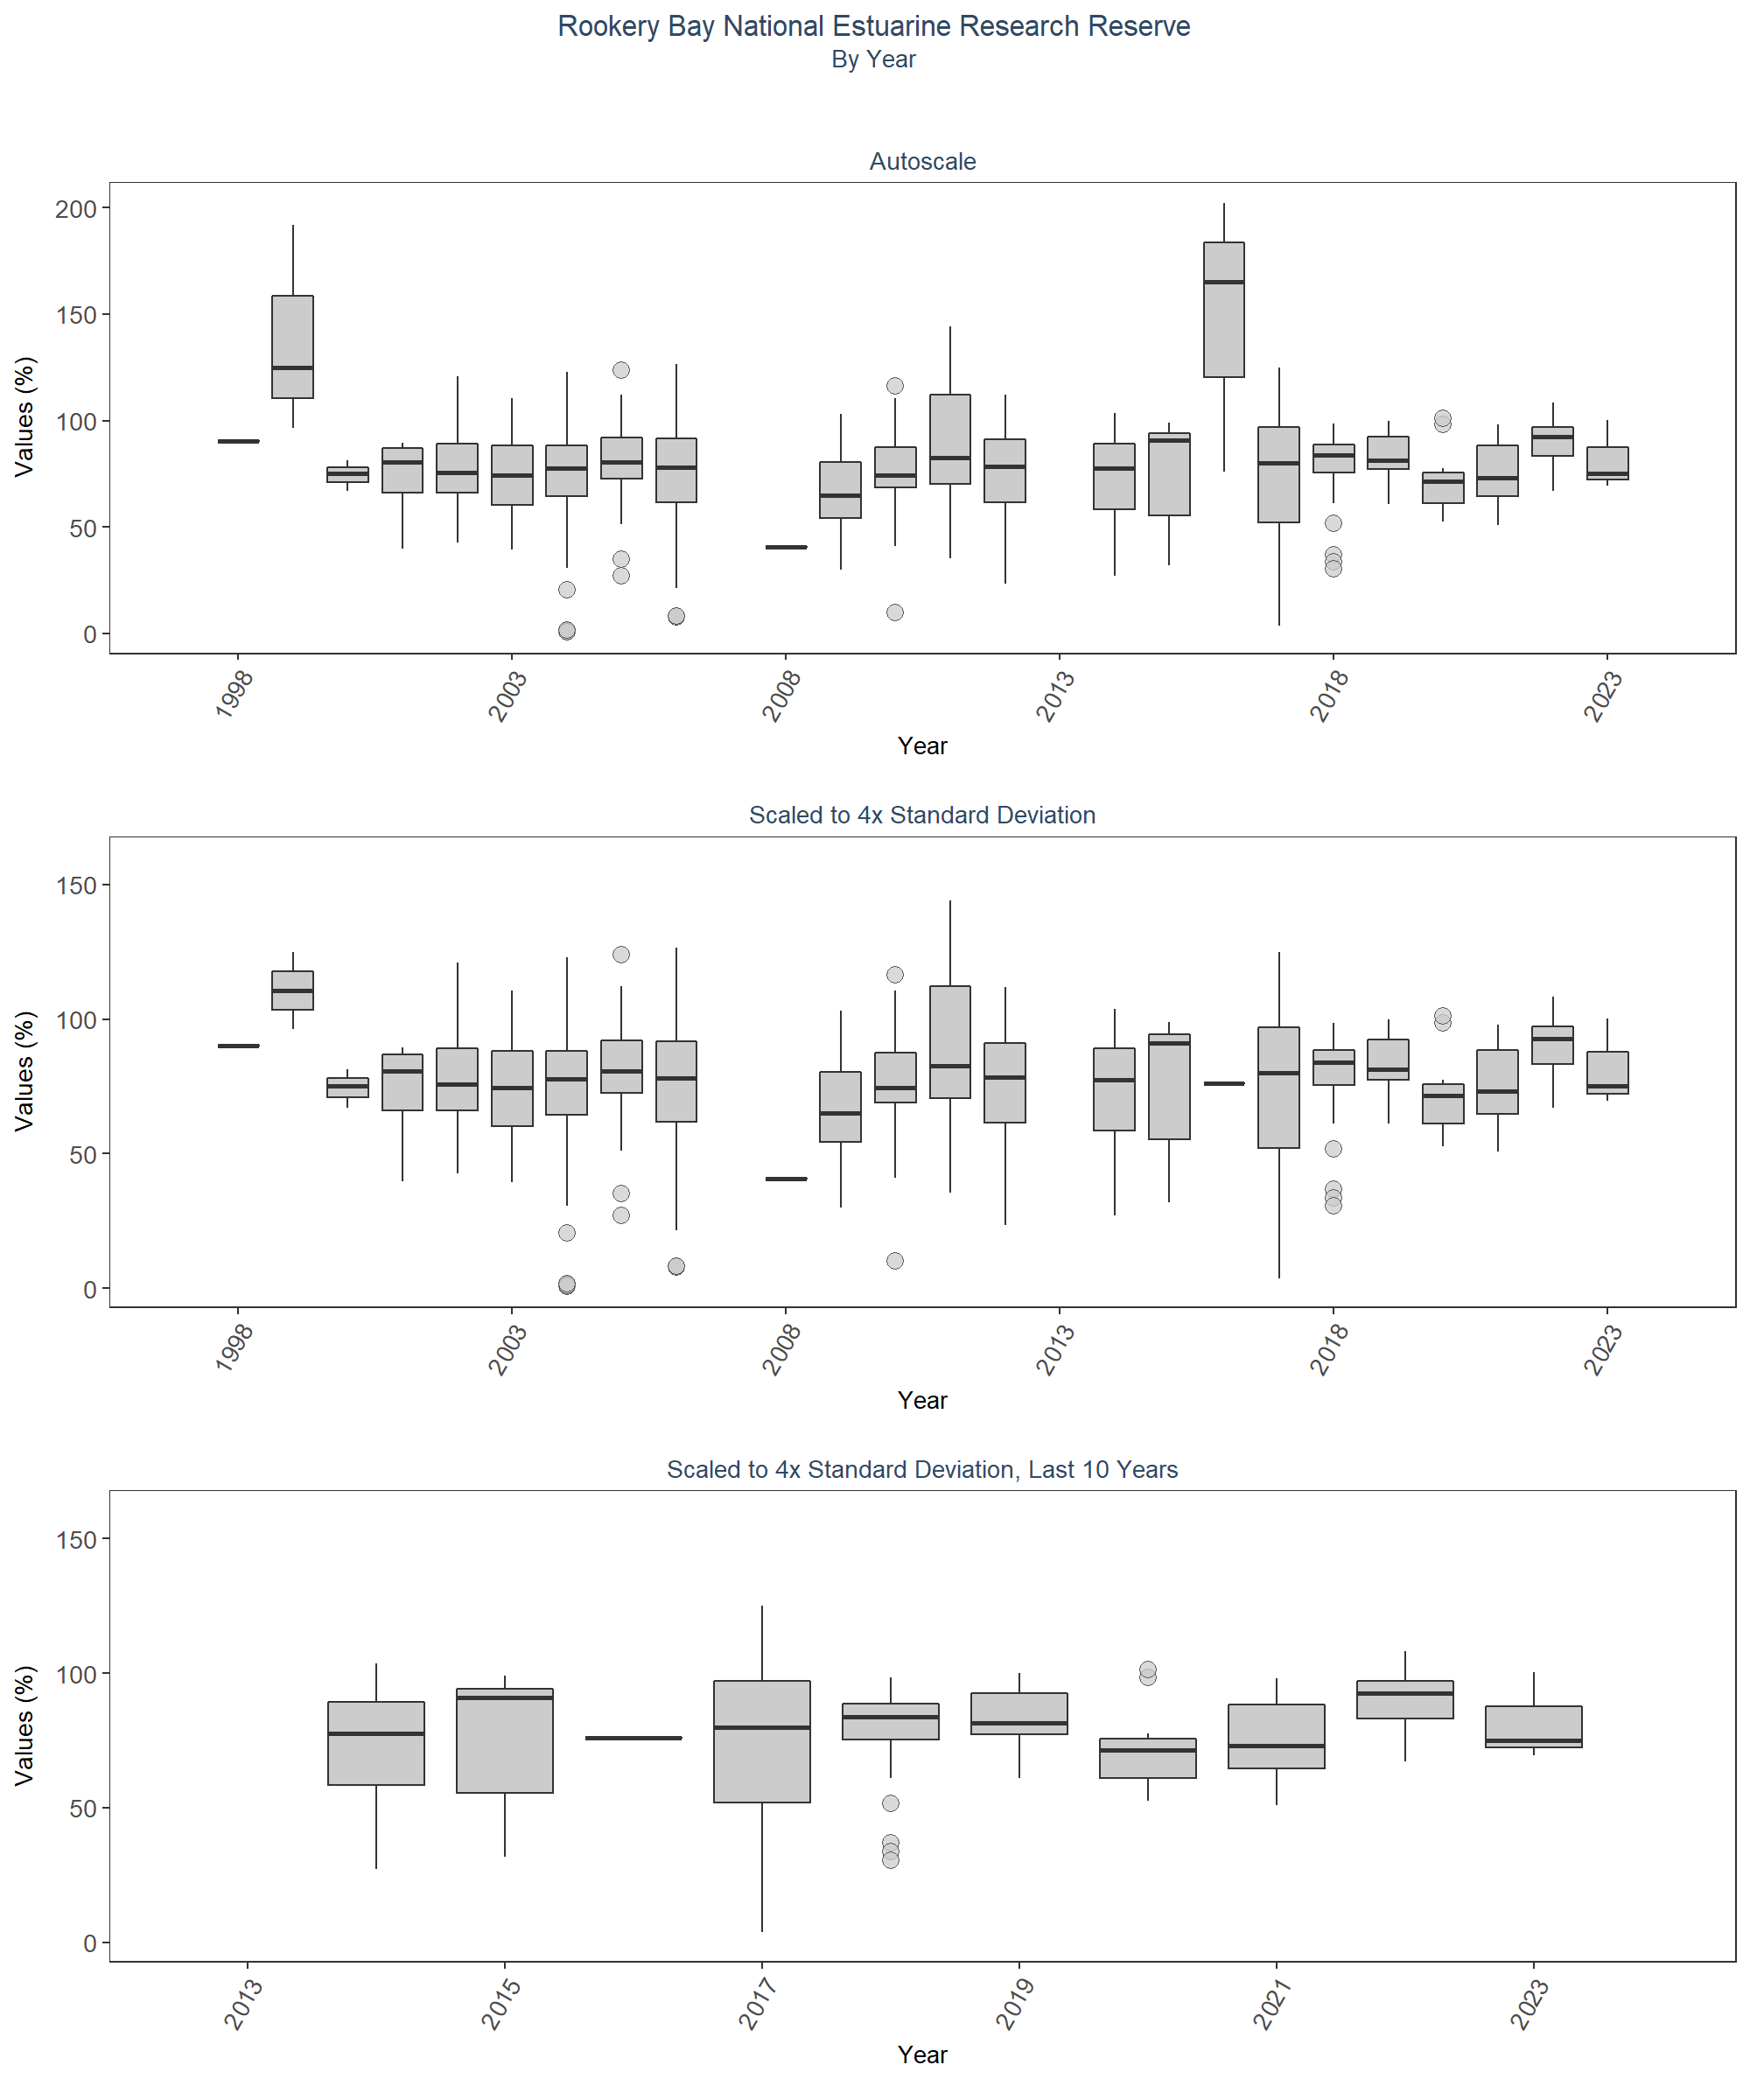 Rookery Bay National Estuarine Research Reserve
By Year
Autoscale
Values (%)
200
150
100
50
0
1998 2003 2008 2013 2018 2023
Year
Scaled to 4x Standard Deviation
Values (%)
150
100
50
0
1998 2003 2008 2013 2018 2023
Year
Scaled to 4x Standard Deviation, Last 10 Years
Values (%)
150
100
50
0
2013 2015 2017 2019 2021 2023
Year